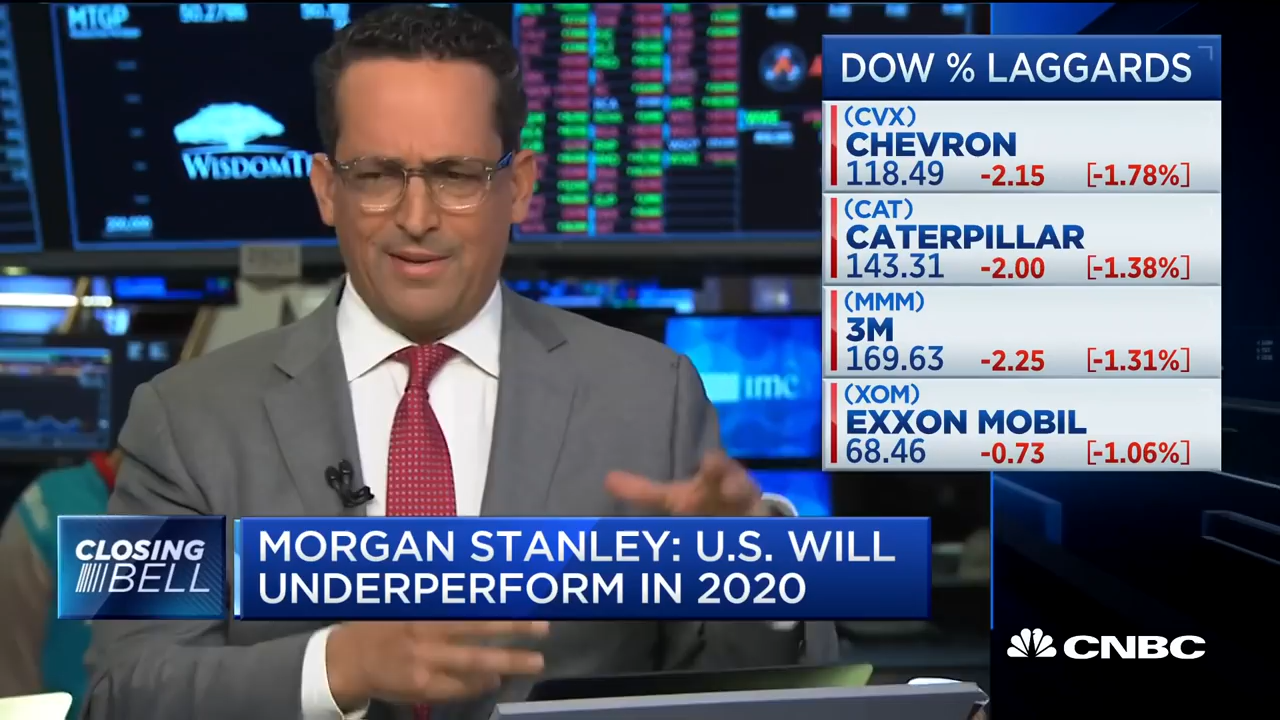 MTGP
WISDOMT
imc
DOW % LAGGARDS
(CVX)
CHEVRON
118.49 -2.15 [-1.78%]
(CAT)
CATERPILLAR
143.31 -2.00 [-1.38%]
(MMM)
3M
169.63 -2.25 [-1.31%]
(XOM)
EXXON MOBIL
68.46 -0.73 [-1.06%]
CLOSING
BELL
MORGAN STANLEY: U.S. WILL
UNDERPERFORM IN 2020
CNBC